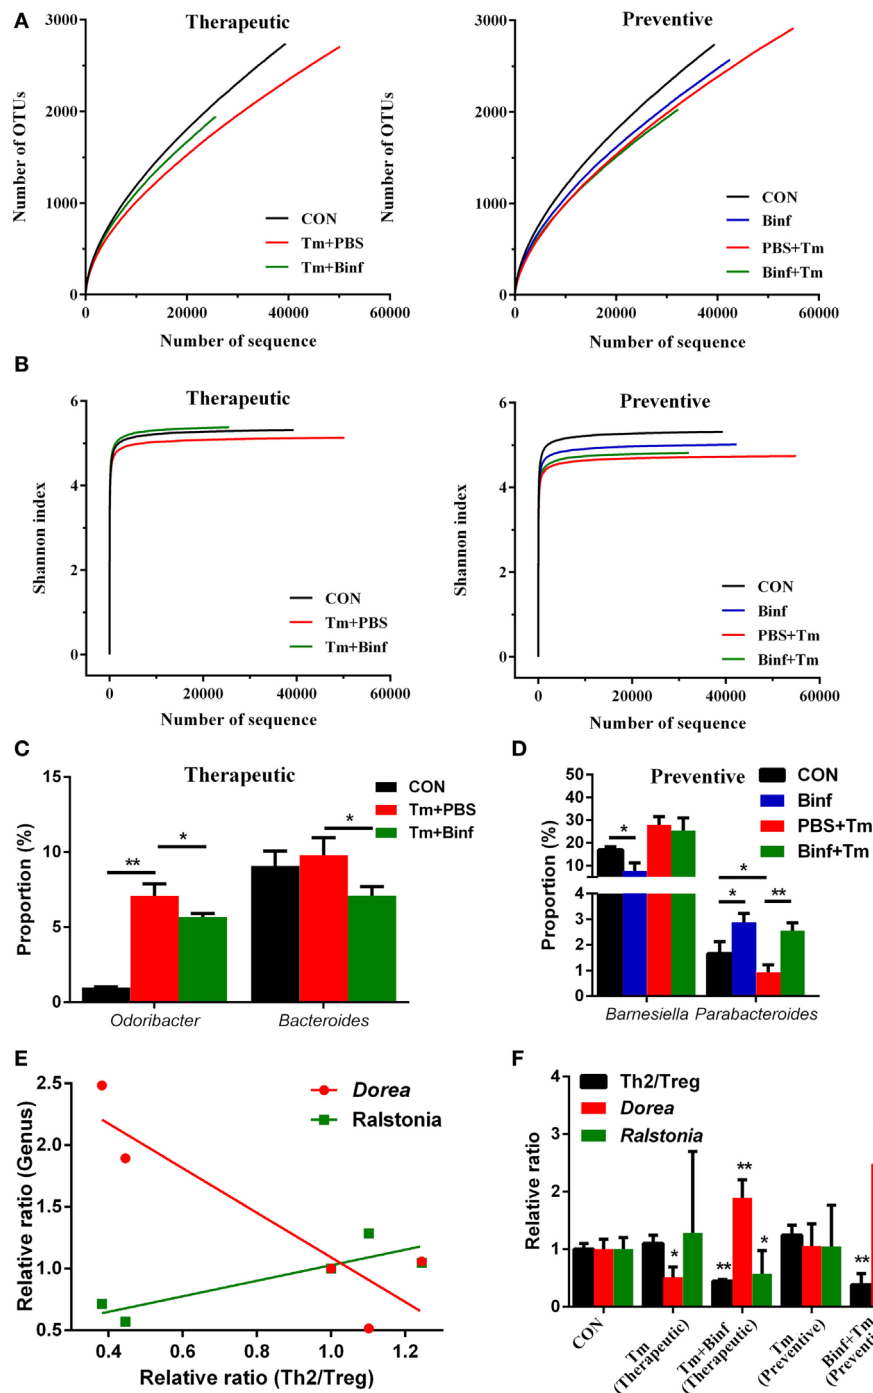 A
Therapeutic
3000
2000
1000
0
Number of OTUs
CON
Tm+PBS
Tm+Binf
0 20000 40000 60000
Number of sequence
Preventive
3000
2000
1000
0
Number of OTUs
CON
Binf
PBS+Tm
Binf+Tm
0 20000 40000 60000
Number of sequence
B
Therapeutic
6
4
2
0
Shannon index
CON
Tm+PBS
Tm+Binf
0 20000 40000 60000
Number of sequence
Preventive
6
4
2
0
Shannon index
CON
Binf
PBS+Tm
Binf+Tm
0 20000 40000 60000
Number of sequence
C
Therapeutic
15
10
5
0
Proportion (%)
CON
Tm+PBS
Tm+Binf
** * *
Odoribacter Bacteroides
D
Preventive
50
40
30
20
10
4
3
2
1
0
Proportion (%)
CON
Binf
PBS+Tm
Binf+Tm
*
*
* **
Barnesiella Parabacteroides
E
2.5
2.0
1.5
1.0
0.5
Relative ratio (Genus)
Dorea
Ralstonia
0.4 0.6 0.8 1.0 1.2
Relative ratio (Th2/Treg)
F
4
3
2
1
0
Relative ratio
Th2/Treg
Dorea
Ralstonia
* ** ** * **
CON
Tm
(Therapeutic)
Tm+Binf
(Therapeutic)
Tm
(Preventive)
Binf+Tm